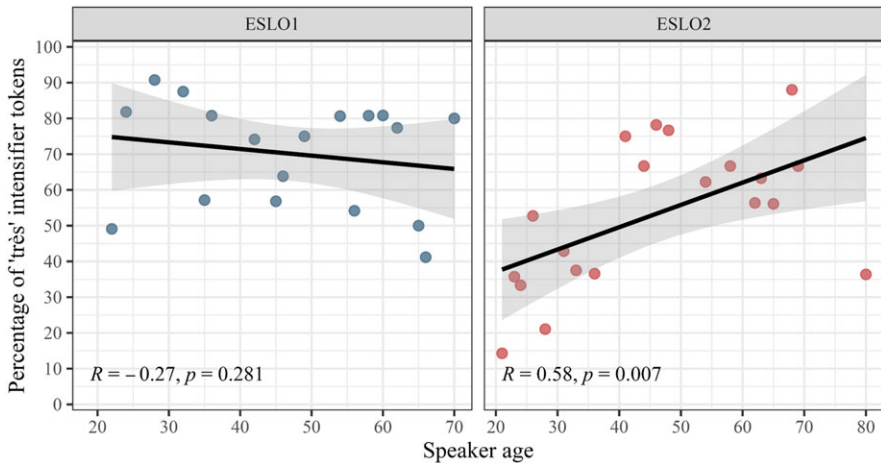 ESLO1
ESLO2
Percentage of 'très' intensifier tokens
100
90
80
70
60
50
40
30
20
10
0
R = – 0.27, p = 0.281
R = 0.58, p = 0.007
20 30 40 50 60 70
20 30 40 50 60 70 80
Speaker age